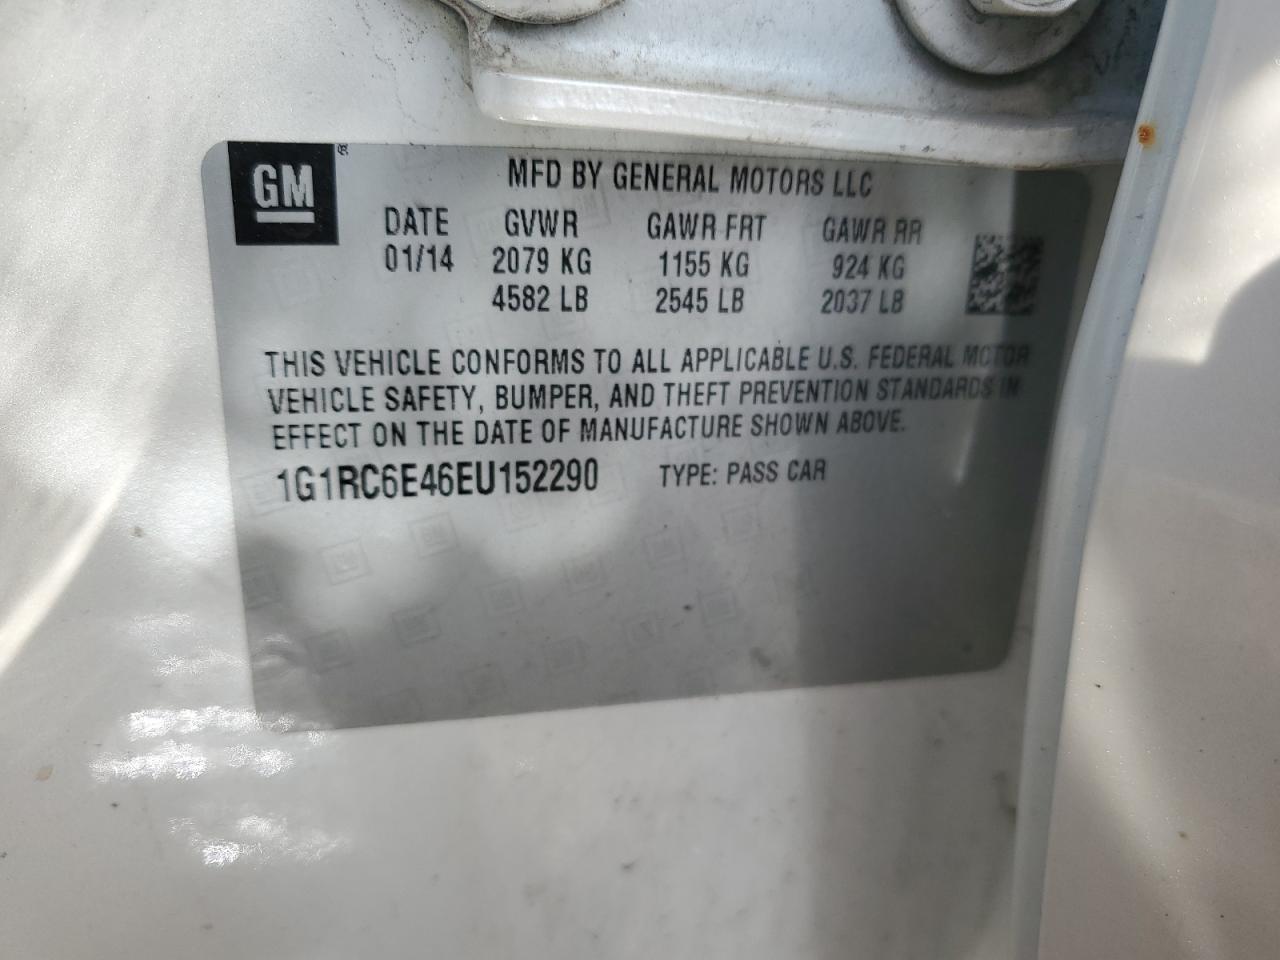 GM ®
MFD BY GENERAL MOTORS LLC
DATE GVWR GAWR FRT GAWR RR
01/14 2079 KG 1155 KG 924 KG
4582 LB 2545 LB 2037 LB
THIS VEHICLE CONFORMS TO ALL APPLICABLE U.S. FEDERAL MOTOR
VEHICLE SAFETY, BUMPER, AND THEFT PREVENTION STANDARDS IN
EFFECT ON THE DATE OF MANUFACTURE SHOWN ABOVE.
1G1RC6E46EU152290 TYPE: PASS CAR